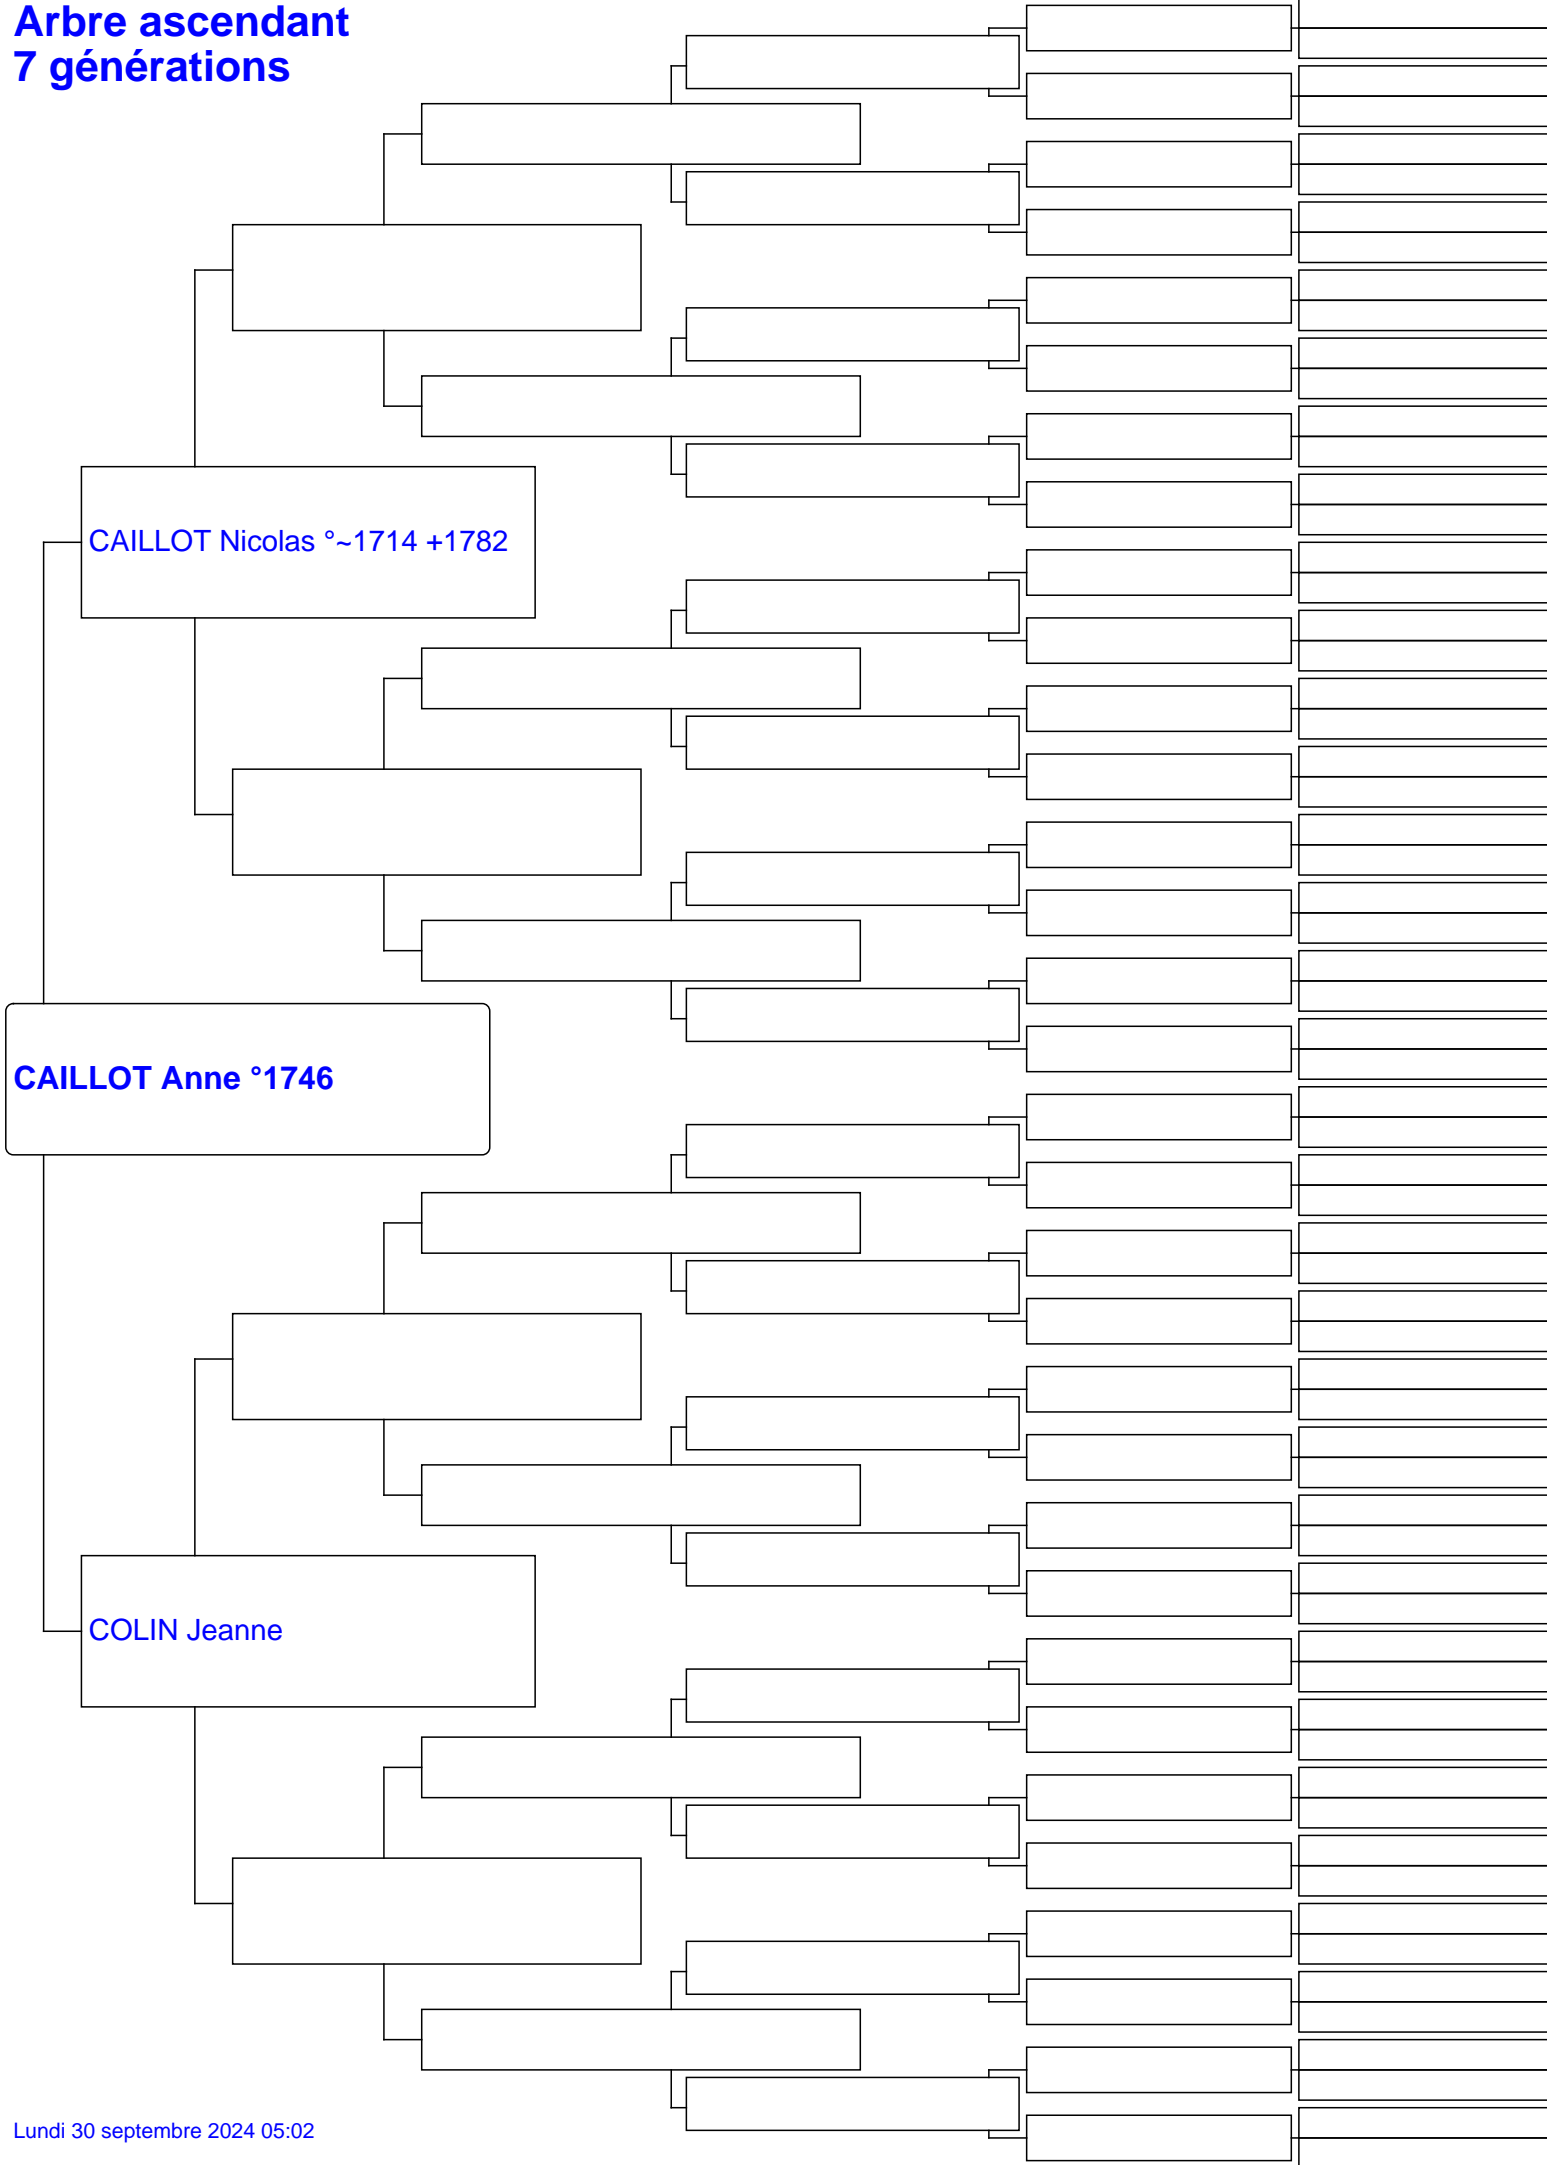 Arbre ascendant
7 générations
CAILLOT Nicolas °~1714 +1782
CAILLOT Anne °1746
COLIN Jeanne
Lundi 30 septembre 2024 05:02